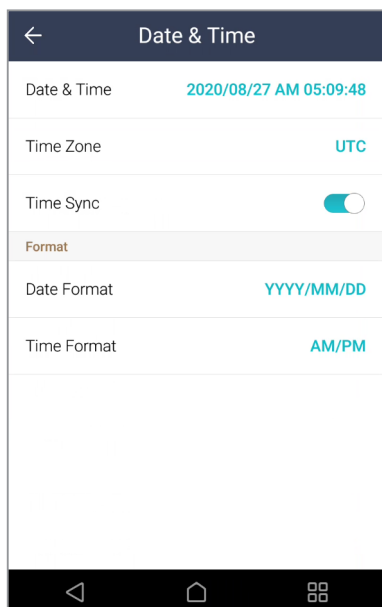 Date & Time
Date & Time 2020/08/27 AM 05:09:48
Time Zone UTC
Time Sync
Format
Date Format YYYY/MM/DD
Time Format AM/PM